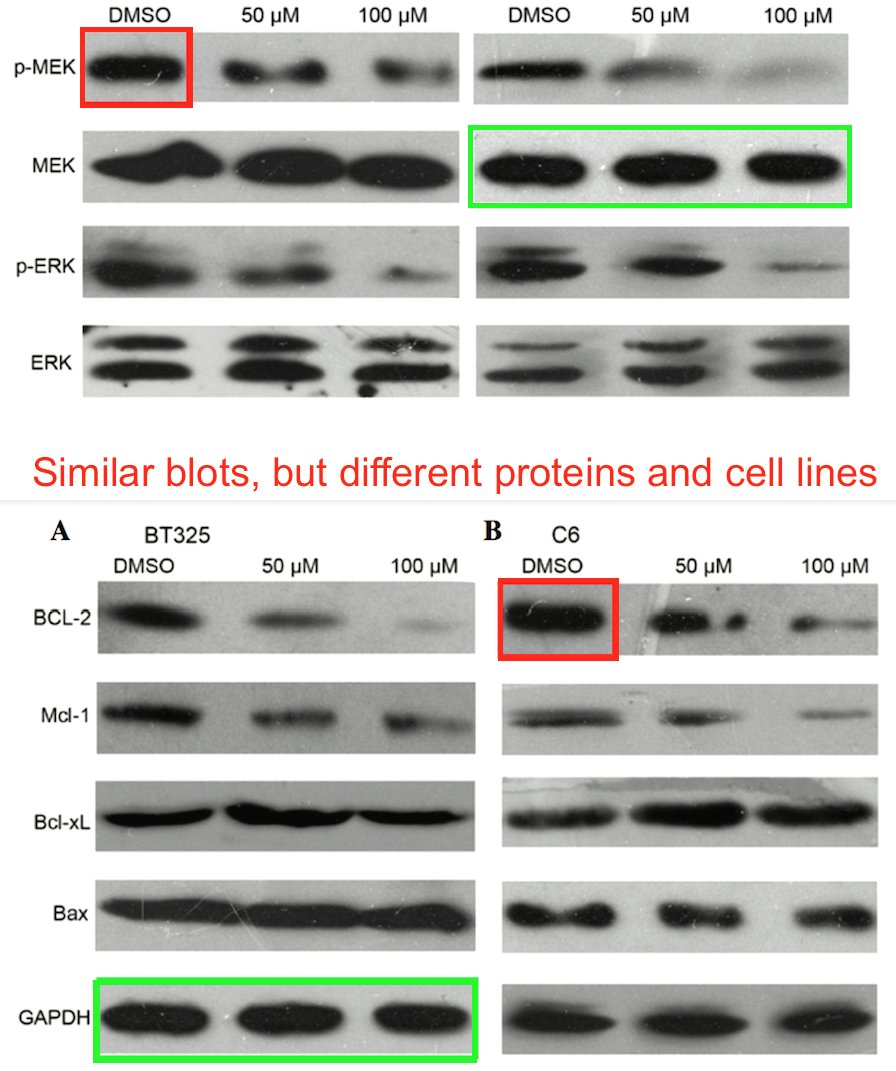 DMSO 50 µM 100 µM DMSO 50 µM 100 µM
p-MEK
MEK
p-ERK
ERK
Similar blots, but different proteins and cell lines
A BT325 B C6
DMSO 50 µM 100 µM DMSO 50 µM 100 µM
BCL-2
Mcl-1
Bcl-xL
Bax
GAPDH